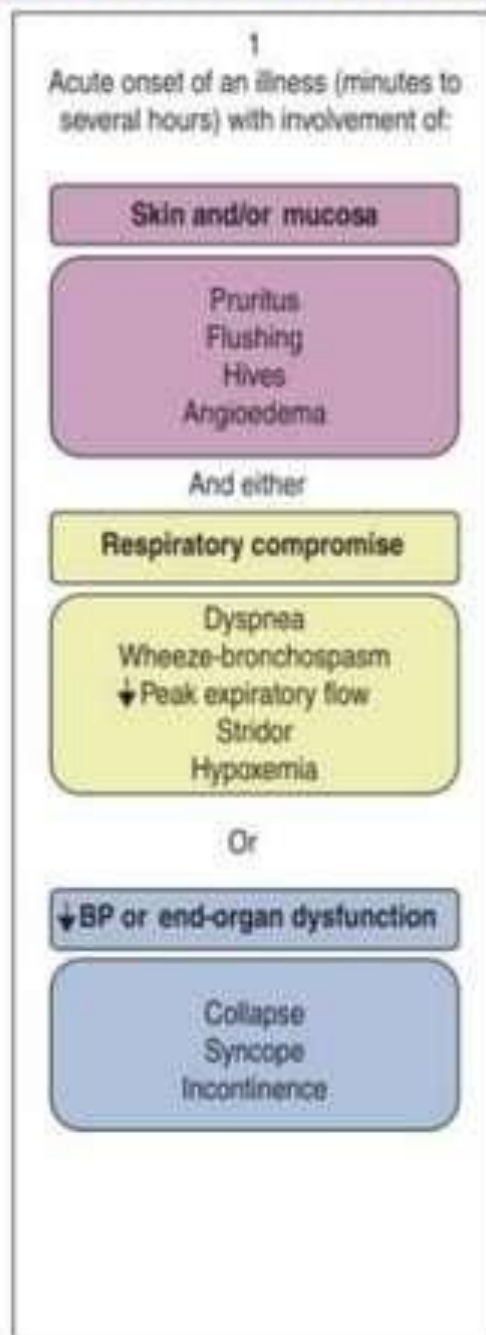 1
Acute onset of an illness (minutes to
several hours) with involvement of:
Skin and/or mucosa
Pruritus
Flushing
Hives
Angioedema
And either
Respiratory compromise
Dyspnea
Wheeze-bronchospasm
↓ Peak expiratory flow
Stridor
Hypoxemia
Or
↓BP or end-organ dysfunction
Collapse
Syncope
Incontinence